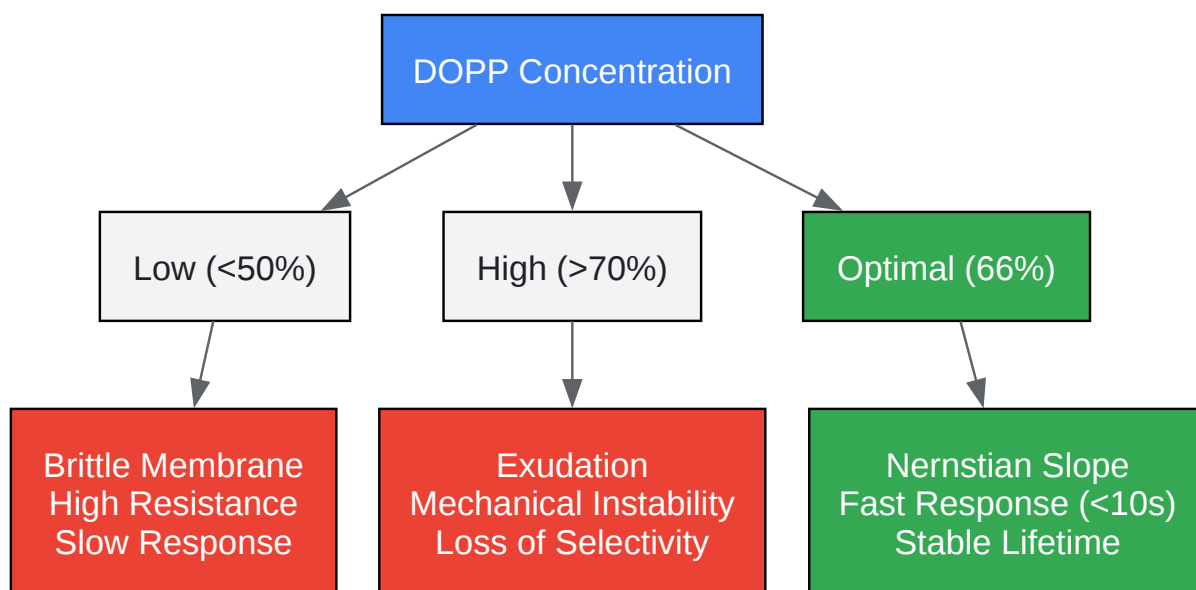 DOPP Concentration
Low (<50%)
High (>70%)
Optimal (66%)
Brittle Membrane
High Resistance
Slow Response
Exudation
Mechanical Instability
Loss of Selectivity
Nernstian Slope
Fast Response (<10s)
Stable Lifetime